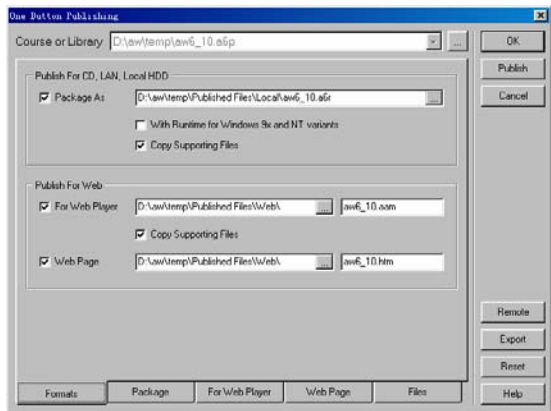 One Button Publishing
Course or Library D:\aw\temp\aw6_10.a6p ...
OK
Publish
Cancel
Publish For CD, LAN, Local HDD
Package As D:\aw\temp\Published Files\Local\aw6_10.a6r ...
With Runtime for Windows 9x and NT variants
Copy Supporting Files
Publish For Web
For Web Player D:\aw\temp\Published Files\Web\ ... aw6_10.aam
Copy Supporting Files
Web Page D:\aw\temp\Published Files\Web\ ... aw6_10.htm
Remote
Export
Reset
Help
Formats Package For Web Player Web Page Files